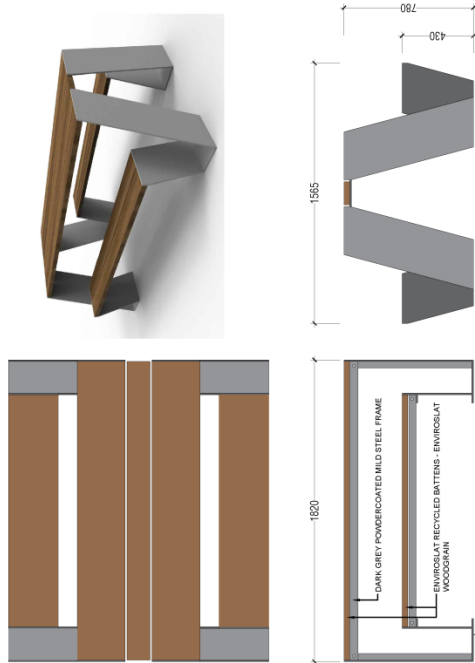 780
430
1565
1820
DARK GREY POWDERCOATED MILD STEEL FRAME
ENVIROSLAT RECYCLED BATTENS - ENVIROSLAT
WOODGRAIN